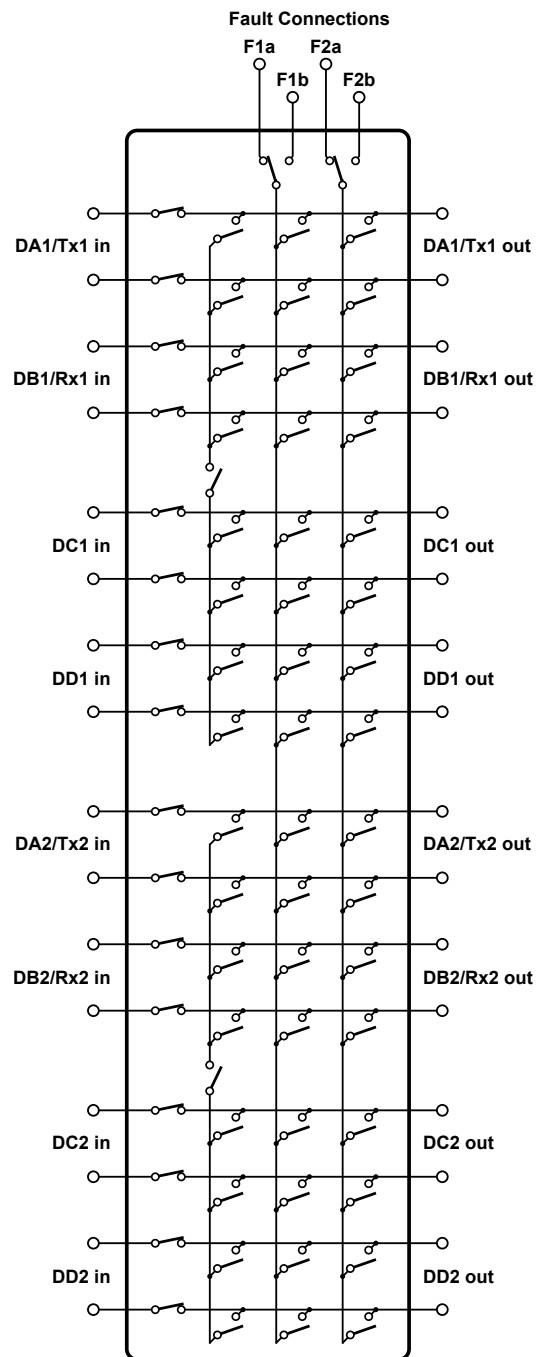 Fault Connections
F1a F2a
F1b F2b
DA1/Tx1 in DA1/Tx1 out
DB1/Rx1 in DB1/Rx1 out
DC1 in DC1 out
DD1 in DD1 out
DA2/Tx2 in DA2/Tx2 out
DB2/Rx2 in DB2/Rx2 out
DC2 in DC2 out
DD2 in DD2 out